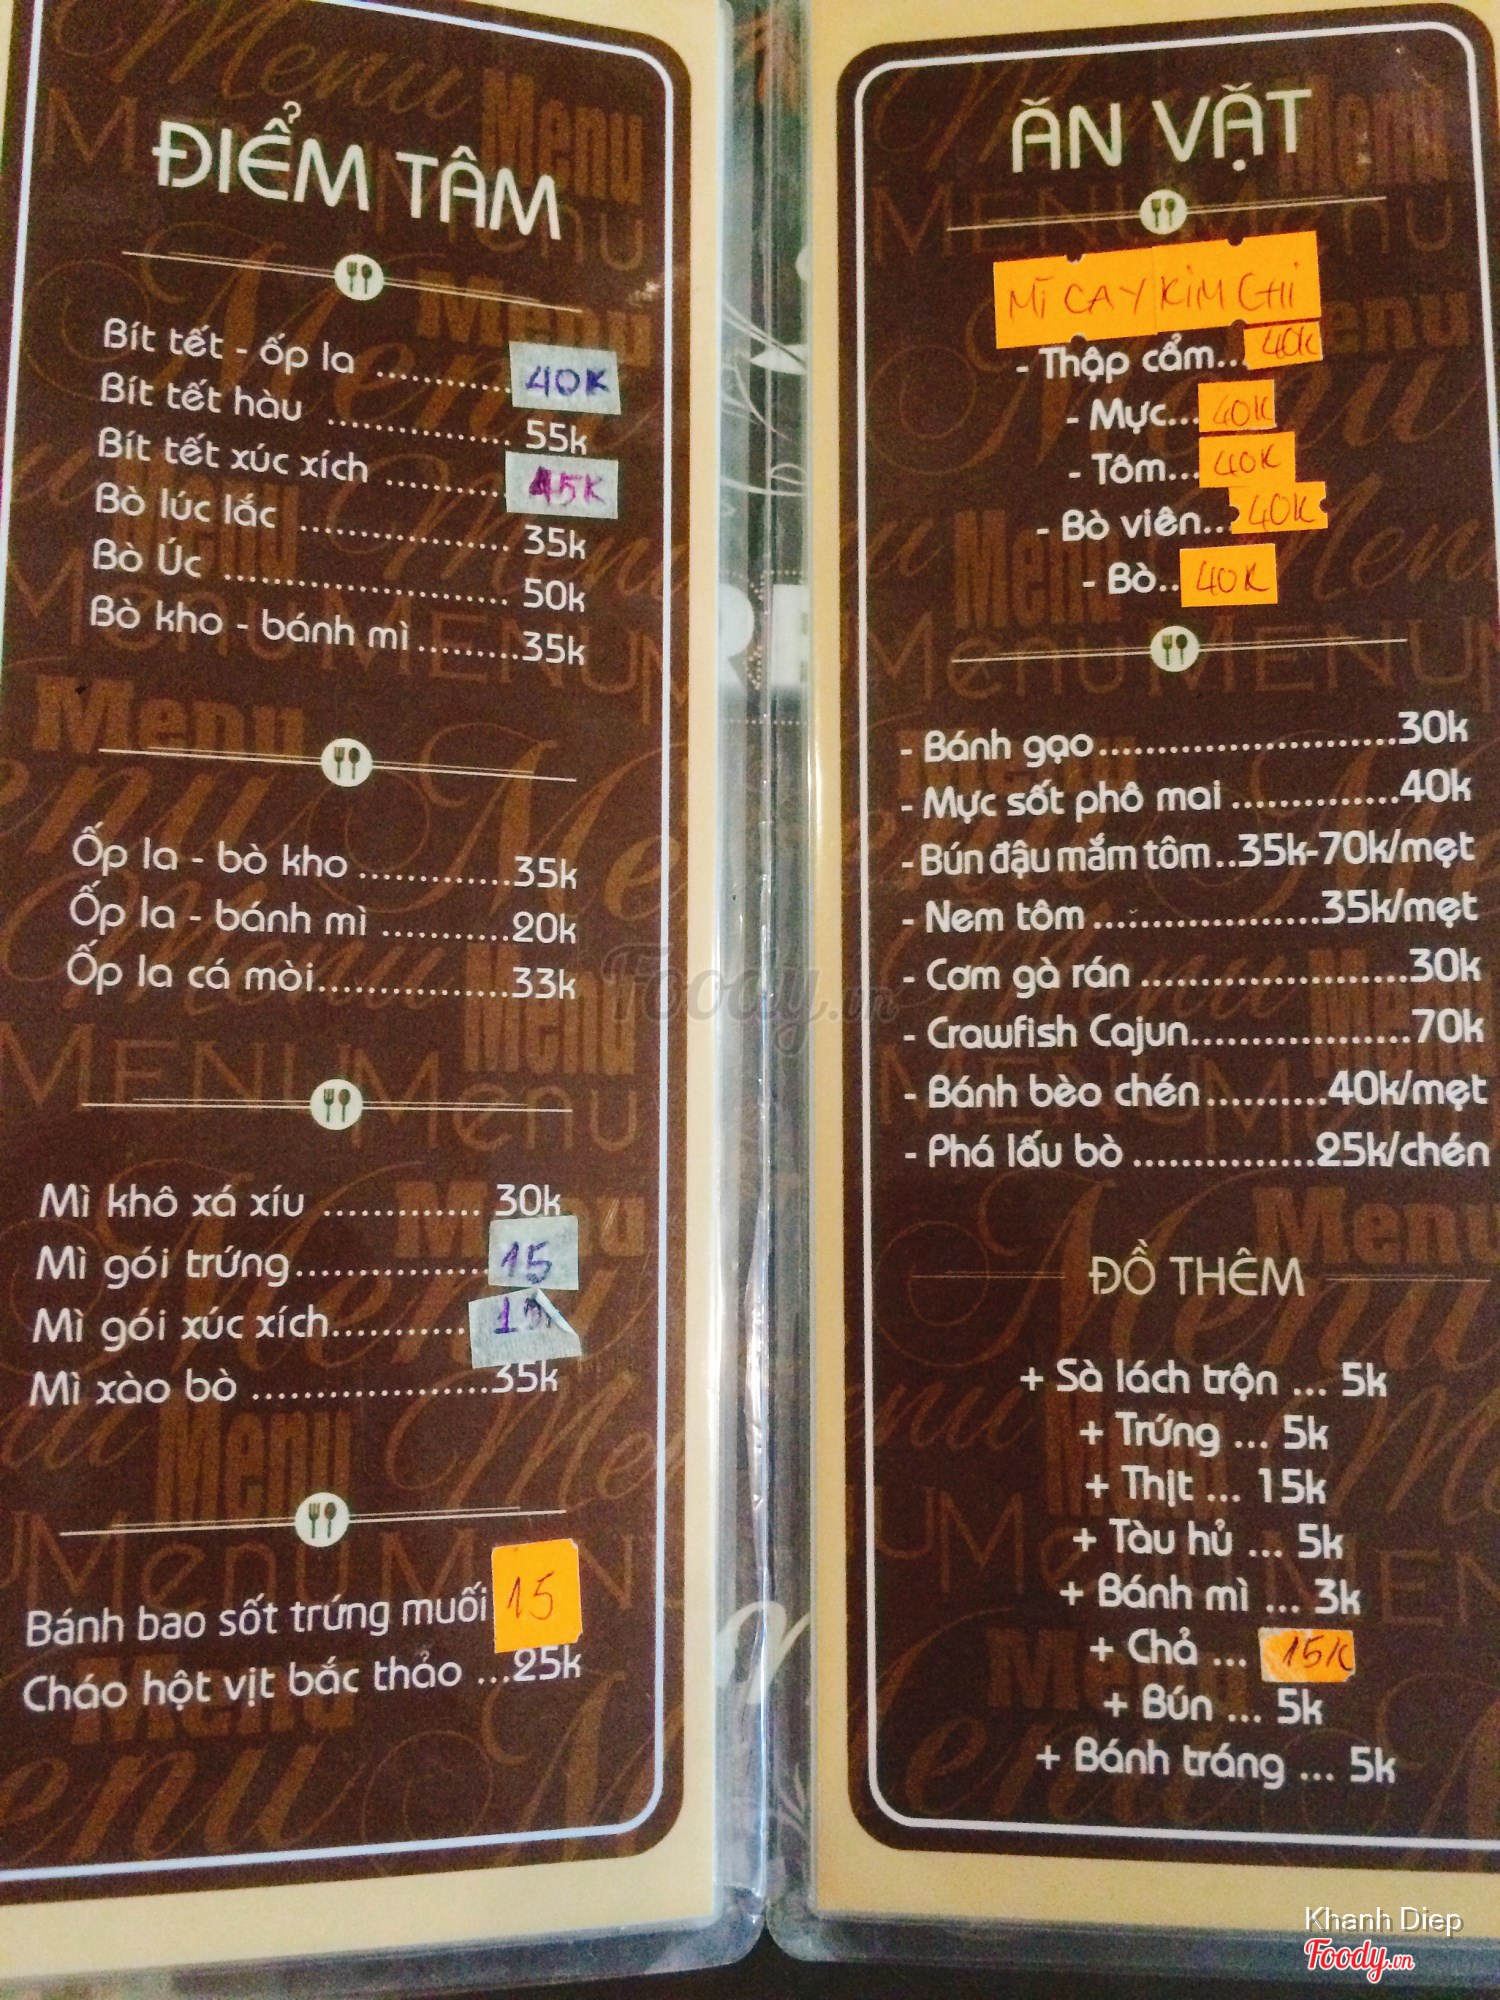 ĐIỂM TÂM
Bít tết - ốp la ............ 40K
Bít tết hàu ................ 55k
Bít tết xúc xích ........... 45K
Bò lúc lắc .................. 35k
Bò Úc ......................... 50k
Bò kho - bánh mì .........35k
Ốp la - bò kho .............35k
Ốp la - bánh mì ...........20k
Ốp la cá mòi.................33k
Mì khô xá xíu .............. 30k
Mì gói trứng................. 15
Mì gói xúc xích............
Mì xào bò .....................35k
Bánh bao sốt trứng muối 15
Cháo hột vịt bắc thảo ...25k
ĂN VẶT
MÌ CAY KIM CHI
- Thập cẩm... 40k
- Mực... 40K
- Tôm... 40K
- Bò viên... 40K
- Bò.. 40K
- Bánh gạo..........................30k
- Mực sốt phô mai ...............40k
- Bún đậu mắm tôm..35k-70k/mẹt
- Nem tôm ....................35k/mẹt
- Cơm gà rán ........................30k
- Crawfish Cajun....................70k
- Bánh bèo chén...........40k/mẹt
- Phá lấu bò ................25k/chén
ĐỒ THÊM
+ Sà lách trộn ... 5k
+ Trứng ... 5k
+ Thịt ... 15k
+ Tàu hủ ... 5k
+ Bánh mì ... 3k
+ Chả ... 15K
+ Bún ... 5k
+ Bánh tráng ... 5k
Foody.vn
Khanh Diep
Foody.vn